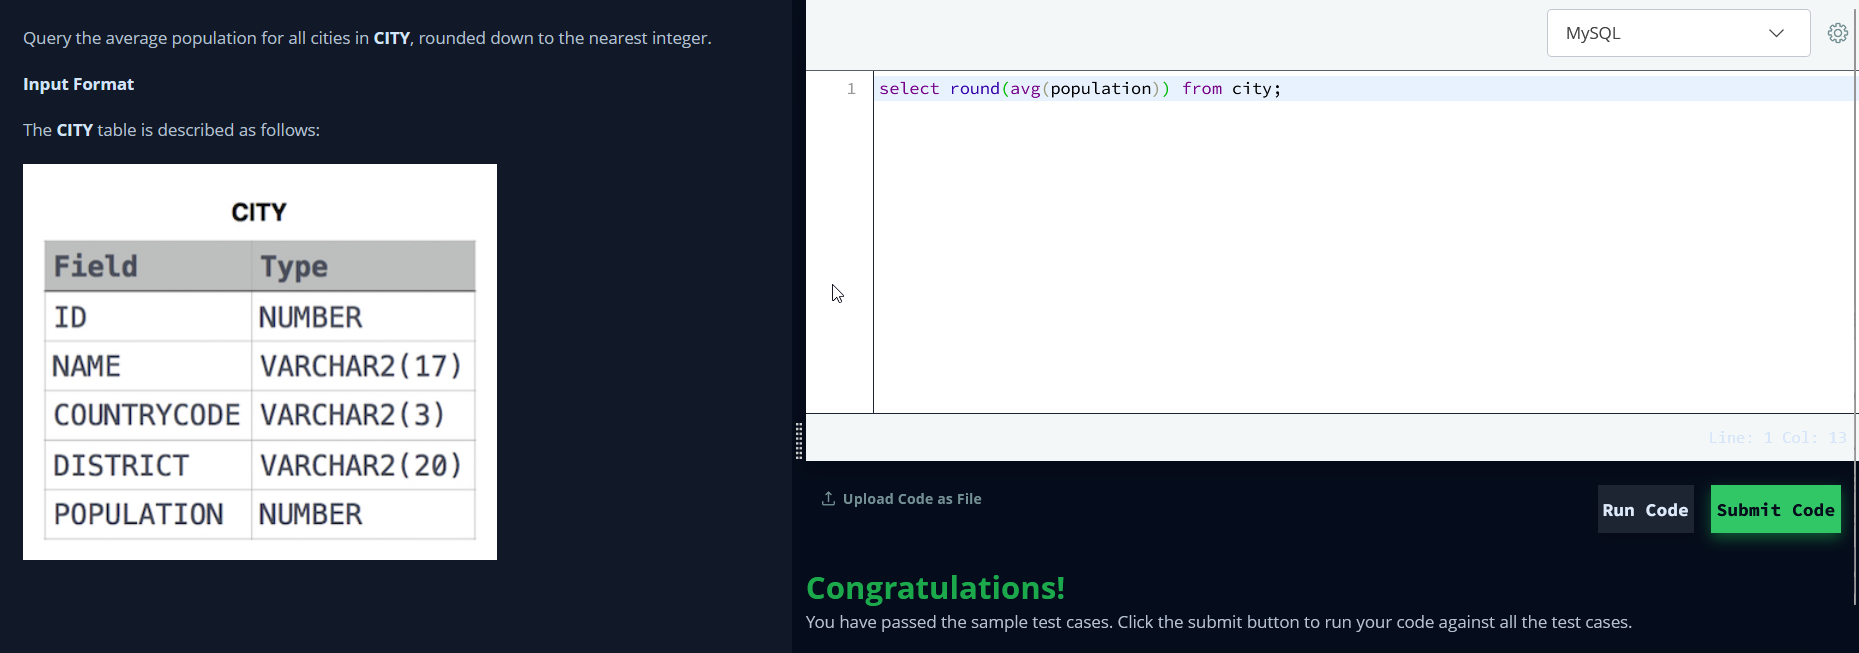 Query the average population for all cities in CITY, rounded down to the nearest integer.
Input Format
The CITY table is described as follows:
CITY
Field Type
ID NUMBER
NAME VARCHAR2(17)
COUNTRYCODE VARCHAR2(3)
DISTRICT VARCHAR2(20)
POPULATION NUMBER
MySQL
1 select round(avg(population)) from city;
Line: 1 Col: 13
Upload Code as File
Run Code
Submit Code
Congratulations!
You have passed the sample test cases. Click the submit button to run your code against all the test cases.